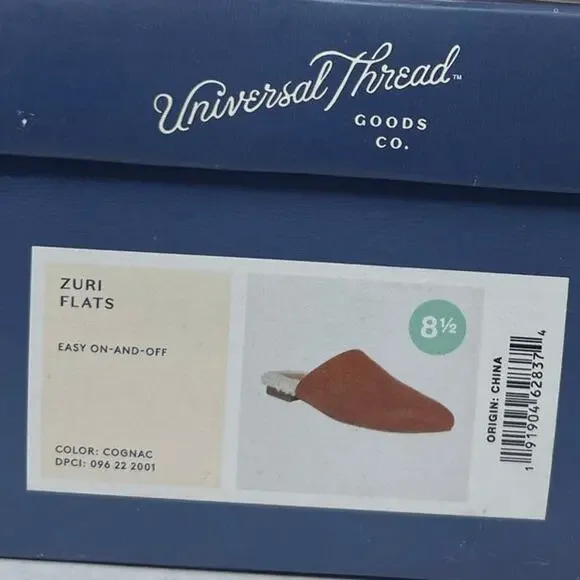 Universal Thread™
GOODS
CO.
ZURI
FLATS
EASY ON-AND-OFF
COLOR: COGNAC
DPCI: 096 22 2001
8½
ORIGIN: CHINA
1 91904 62837 4